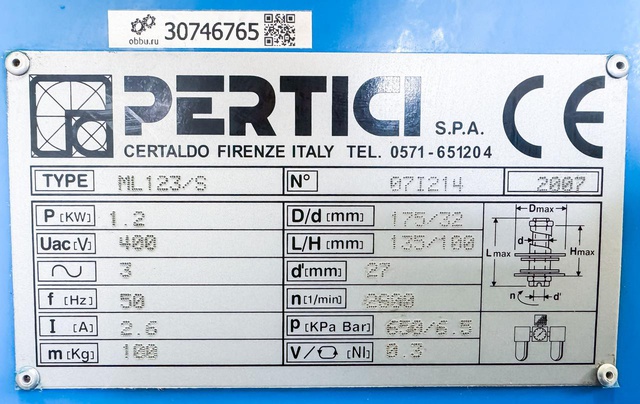 obbu.ru 30746765
PERTICI S.P.A. CE
CERTALDO FIRENZE ITALY TEL. 0571-651204
TYPE ML123/S N° 07I214 2007
P [KW] 1.2 D/d [mm] 175/32
Uac [V] 400 L/H [mm] 135/100
3 d' [mm] 27
f [Hz] 50 n [1/min] 2800
I [A] 2.6 p [KPa Bar] 650/6.5
m [Kg] 100 V/ [Nl] 0.3
Dmax
d
L max
Hmax
n d'